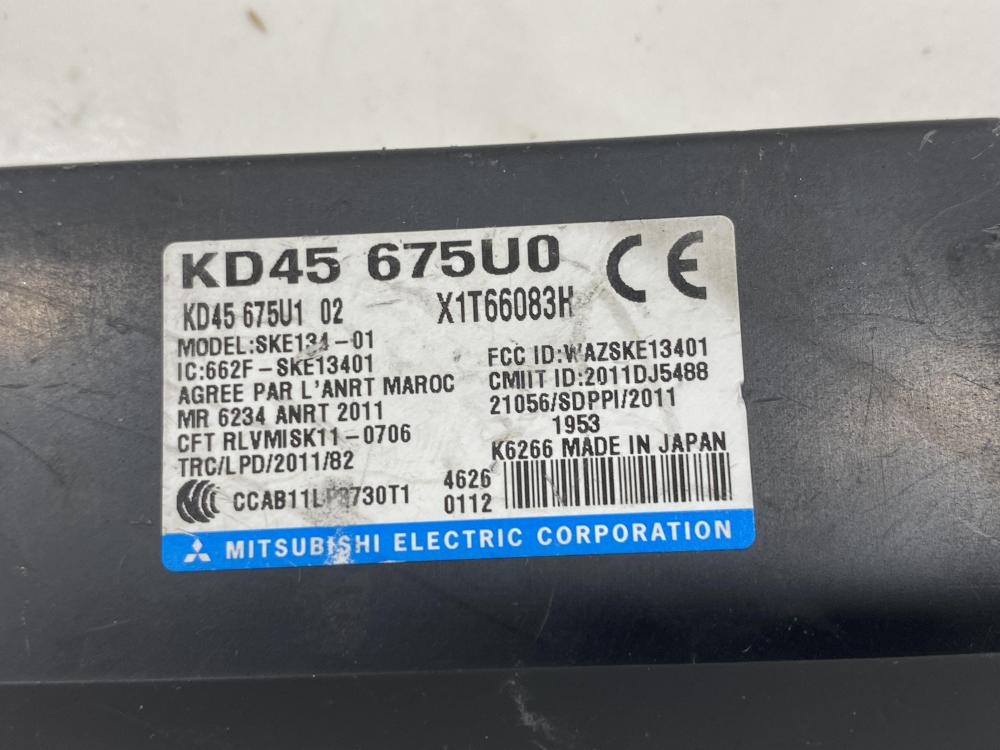 KD45 675U0
KD45 675U1 02
X1T66083H
CE
MODEL:SKE134-01
IC:662F-SKE13401
AGREE PAR L'ANRT MAROC
MR 6234 ANRT 2011
CFT RLVMISK11-0706
TRC/LPD/2011/82
FCC ID:WAZSKE13401
CMIIT ID:2011DJ5488
21056/SDPPI/2011
1953
K6266 MADE IN JAPAN
4626
0112
MITSUBISHI ELECTRIC CORPORATION